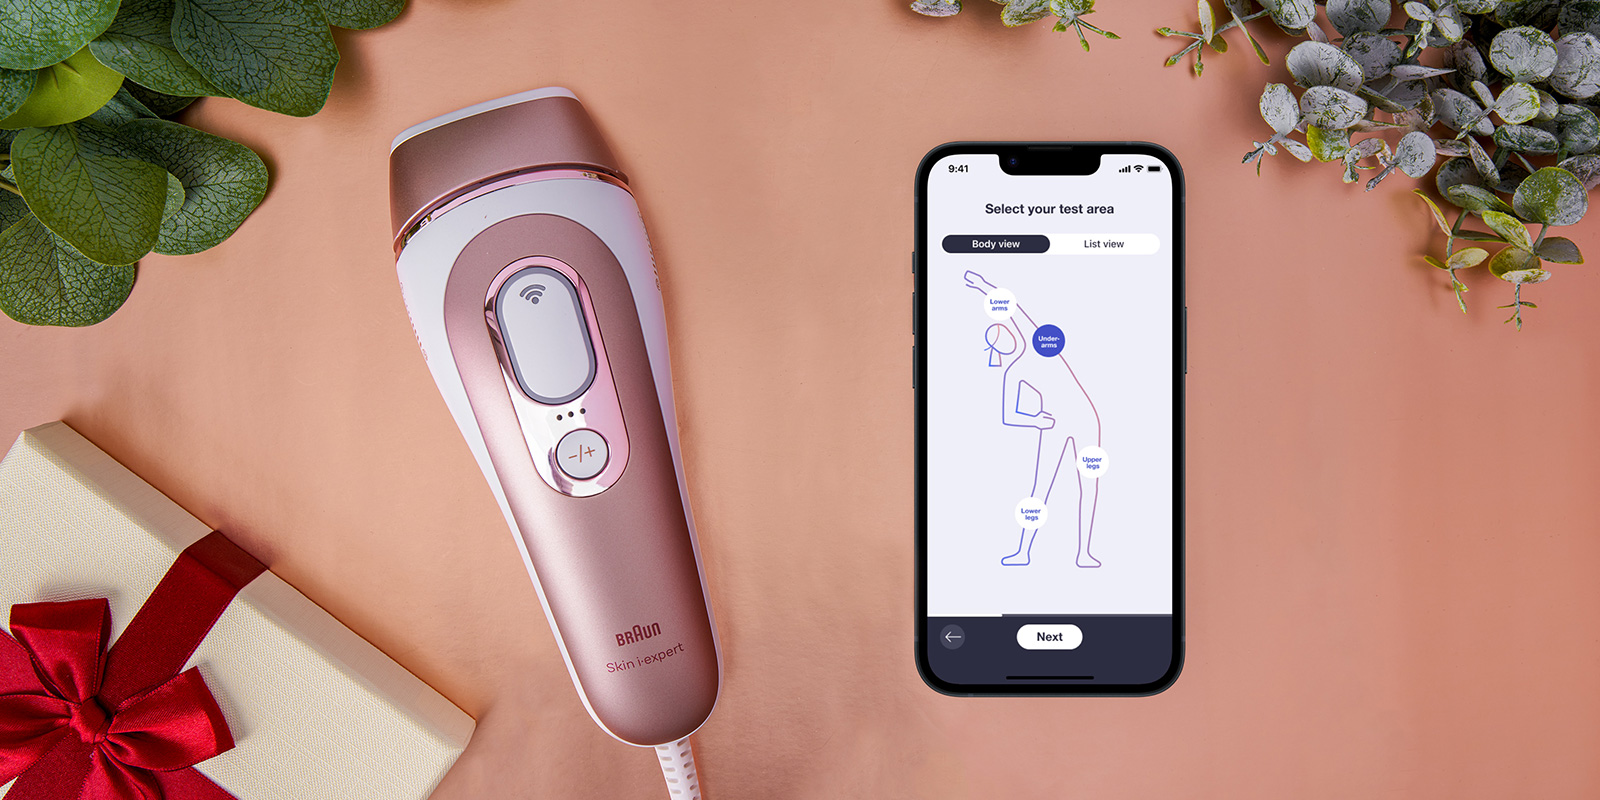 −/+
BRAUN
Skin i·expert
9:41
Select your test area
Body view
List view
Lower
arms
Under-
arms
Upper
legs
Lower
legs
Next